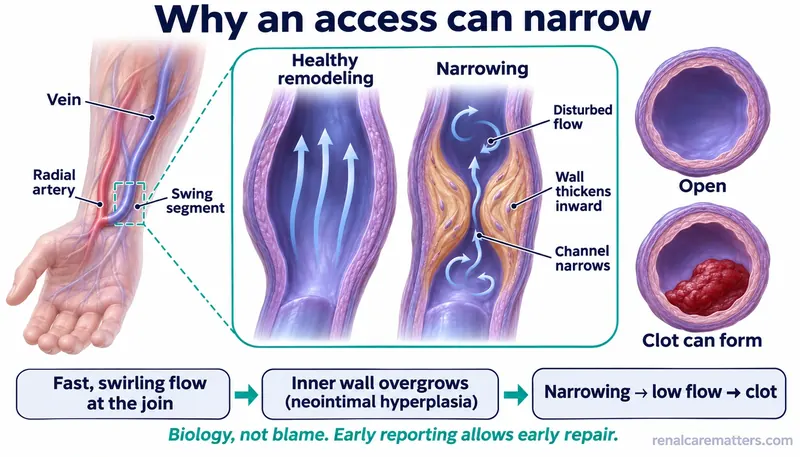 Why an access can narrow
Vein
Radial
artery
Swing
segment
Healthy
remodeling
Narrowing
Disturbed
flow
Wall
thickens
inward
Channel
narrows
Open
Clot can form
Fast, swirling flow
at the join
Inner wall overgrows
(neointimal hyperplasia)
Narrowing → low flow → clot
Biology, not blame. Early reporting allows early repair.
renalcarematters.com